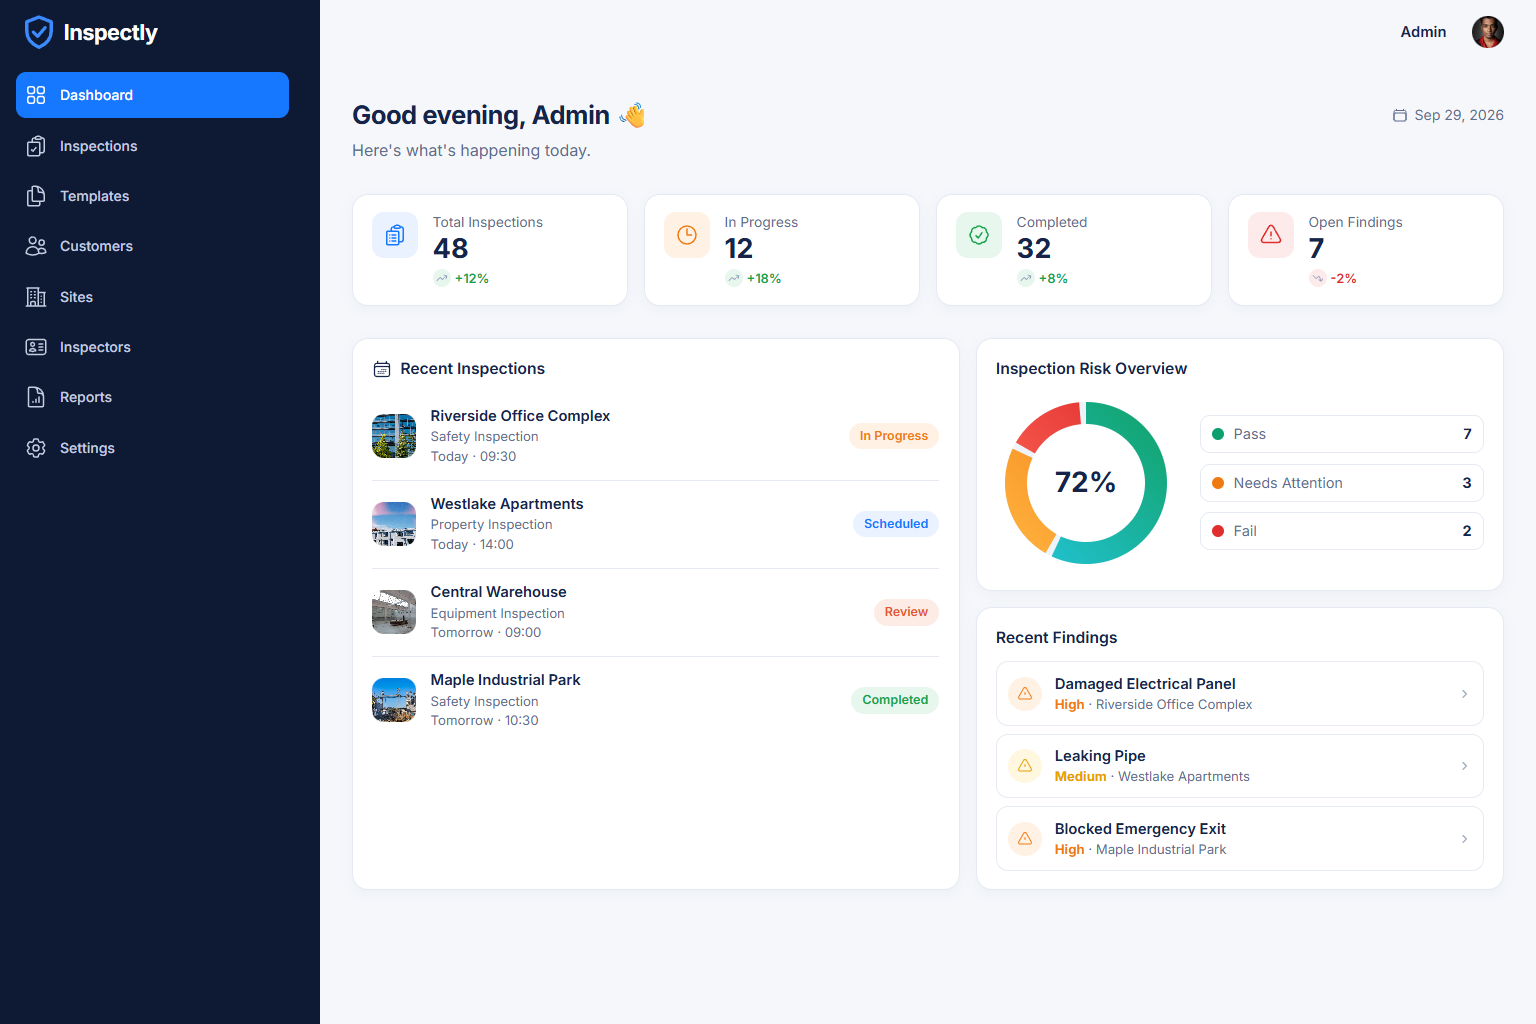 Inspectly
Admin
Dashboard
Inspections
Templates
Customers
Sites
Inspectors
Reports
Settings
Good evening, Admin 👋
Sep 29, 2026
Here's what's happening today.
Total Inspections
48
+12%
In Progress
12
+18%
Completed
32
+8%
Open Findings
7
-2%
Recent Inspections
Riverside Office Complex
Safety Inspection
Today · 09:30
In Progress
Westlake Apartments
Property Inspection
Today · 14:00
Scheduled
Central Warehouse
Equipment Inspection
Tomorrow · 09:00
Review
Maple Industrial Park
Safety Inspection
Tomorrow · 10:30
Completed
Inspection Risk Overview
72%
Pass 7
Needs Attention 3
Fail 2
Recent Findings
Damaged Electrical Panel
High · Riverside Office Complex
Leaking Pipe
Medium · Westlake Apartments
Blocked Emergency Exit
High · Maple Industrial Park